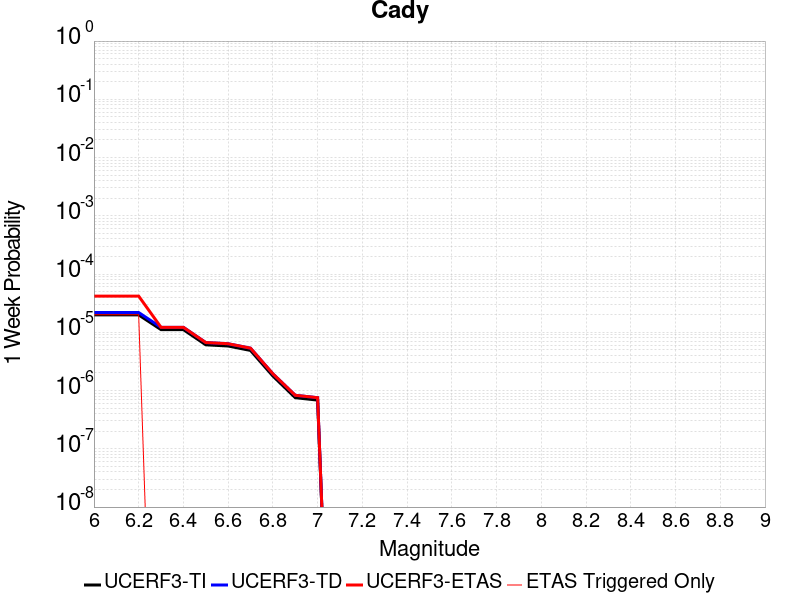 Cady
10^0
10^-1
10^-2
10^-3
10^-4
10^-5
10^-6
10^-7
10^-8
1 Week Probability
6 6.2 6.4 6.6 6.8 7 7.2 7.4 7.6 7.8 8 8.2 8.4 8.6 8.8 9
Magnitude
UCERF3-TI UCERF3-TD UCERF3-ETAS ETAS Triggered Only